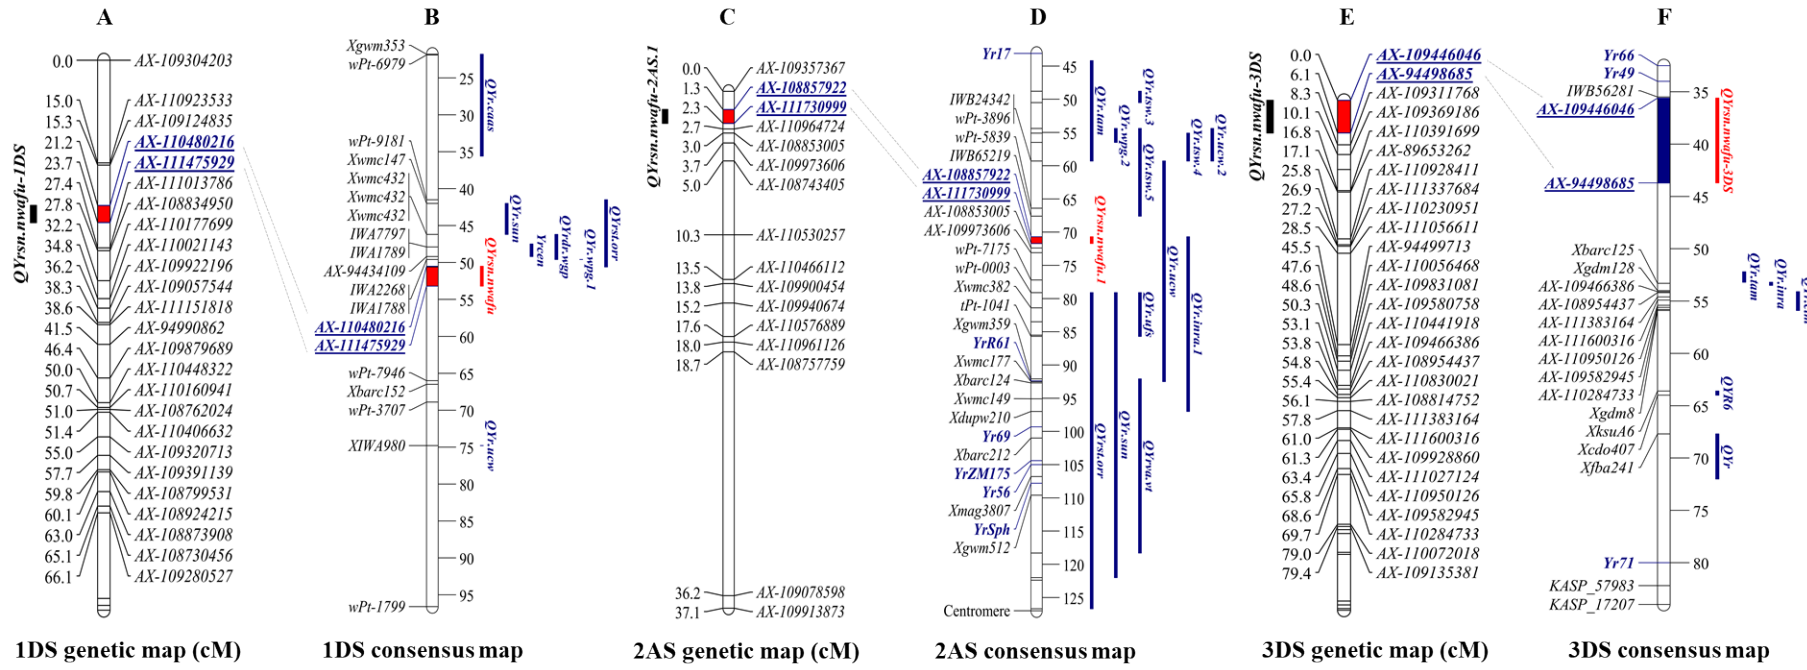 A
B
C
D
E
F
QYrsn.nwafu-1DS
0.0
15.0
15.3
21.2
23.7
27.4
27.8
32.2
34.8
36.2
38.3
38.6
41.5
46.4
50.0
50.7
51.0
51.4
55.0
57.7
59.8
60.1
63.0
65.1
66.1
AX-109304203
AX-110923533
AX-109124835
AX-110480216
AX-111475929
AX-111013786
AX-108834950
AX-110177699
AX-110021143
AX-109922196
AX-109057544
AX-111151818
AX-94990862
AX-109879689
AX-110448322
AX-110160941
AX-108762024
AX-110406632
AX-109320713
AX-109391139
AX-108799531
AX-108924215
AX-108873908
AX-108730456
AX-109280527
1DS genetic map (cM)
Xgwm353
wPt-6979
wPt-9181
Xwmc147
Xwmc432
Xwmc432
Xwmc432
IWA7797
IWA1789
AX-94434109
IWA2268
IWA1788
AX-110480216
AX-111475929
wPt-7946
Xbarc152
wPt-3707
XIWA980
wPt-1799
25
30
35
40
45
50
55
60
65
70
75
80
85
90
95
QYr.caas
QYr.sun
QYrsn.nwafu
Yrcen
QYrdr.wgp
QYr.wpg.1
QYrst.orr
QYr.ucw
1DS consensus map
QYrsn.nwafu-2AS.1
0.0
1.3
2.3
2.7
3.0
3.7
5.0
10.3
13.5
13.8
15.2
17.6
18.0
18.7
36.2
37.1
AX-109357367
AX-108857922
AX-111730999
AX-110964724
AX-108853005
AX-109973606
AX-108743405
AX-110530257
AX-110466112
AX-109900454
AX-109940674
AX-110576889
AX-110961126
AX-108757759
AX-109078598
AX-109913873
2AS genetic map (cM)
Yr17
IWB24342
wPt-3896
wPt-5839
IWB65219
AX-108857922
AX-111730999
AX-108853005
AX-109973606
wPt-7175
wPt-0003
Xwmc382
tPt-1041
Xgwm359
YrR61
Xwmc177
Xbarc124
Xwmc149
Xdupw210
Yr69
Xbarc212
YrZM175
Yr56
Xmag3807
YrSph
Xgwm512
Centromere
45
50
55
60
65
70
75
80
85
90
95
100
105
110
115
120
125
QYr.tam
QYrsn.nwafu.1
QYrst.orr
QYr.wpg.2
QYr.sun
QYr.tsw.3
QYr.tsw.5
QYr.ufs
QYrva.vt
QYr.ucw
QYr.tsw.4
QYr.inra.1
QYr.ucw.2
2AS consensus map
QYrsn.nwafu-3DS
0.0
6.1
8.3
10.1
16.8
17.1
25.8
26.9
27.2
28.5
45.5
47.6
48.6
50.3
53.1
53.8
54.8
55.4
56.1
57.8
61.0
61.3
63.4
65.8
68.6
69.7
79.0
79.4
AX-109446046
AX-94498685
AX-109311768
AX-109369186
AX-110391699
AX-89653262
AX-110928411
AX-111337684
AX-110230951
AX-111056611
AX-94499713
AX-110056468
AX-109831081
AX-109580758
AX-110441918
AX-109466386
AX-108954437
AX-110830021
AX-108814752
AX-111383164
AX-111600316
AX-109928860
AX-111027124
AX-110950126
AX-109582945
AX-110284733
AX-110072018
AX-109135381
3DS genetic map (cM)
Yr66
Yr49
IWB56281
AX-109446046
AX-94498685
Xbarc125
Xgdm128
AX-109466386
AX-108954437
AX-111383164
AX-111600316
AX-110950126
AX-109582945
AX-110284733
Xgdm8
XksuA6
Xcdo407
Xfba241
Yr71
KASP_57983
KASP_17207
35
40
45
50
55
60
65
70
75
80
QYrsn.nwafu-3DS
QYr.tam
QYr.inra
QYR6
QYr
3DS consensus map